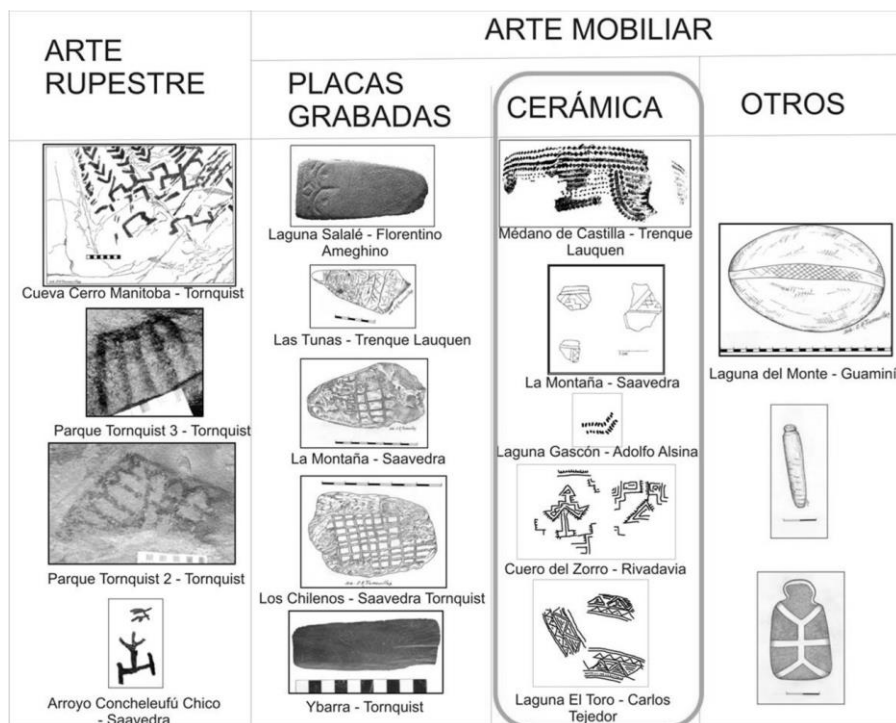 ARTE
RUPESTRE
ARTE MOBILIAR
PLACAS
GRABADAS
CERÁMICA
OTROS
Cueva Cerro Manitoba - Tornquist
Parque Tornquist 3 - Tornquist
Parque Tornquist 2 - Tornquist
Arroyo Concheleufú Chico
- Saavedra
Laguna Salalé - Florentino
Ameghino
Las Tunas - Trenque Lauquen
La Montaña - Saavedra
Los Chilenos - Saavedra Tornquist
Ybarra - Tornquist
Médano de Castilla - Trenque
Lauquen
La Montaña - Saavedra
Laguna Gascón - Adolfo Alsina
Cuero del Zorro - Rivadavia
Laguna El Toro - Carlos
Tejedor
Laguna del Monte - Guaminí